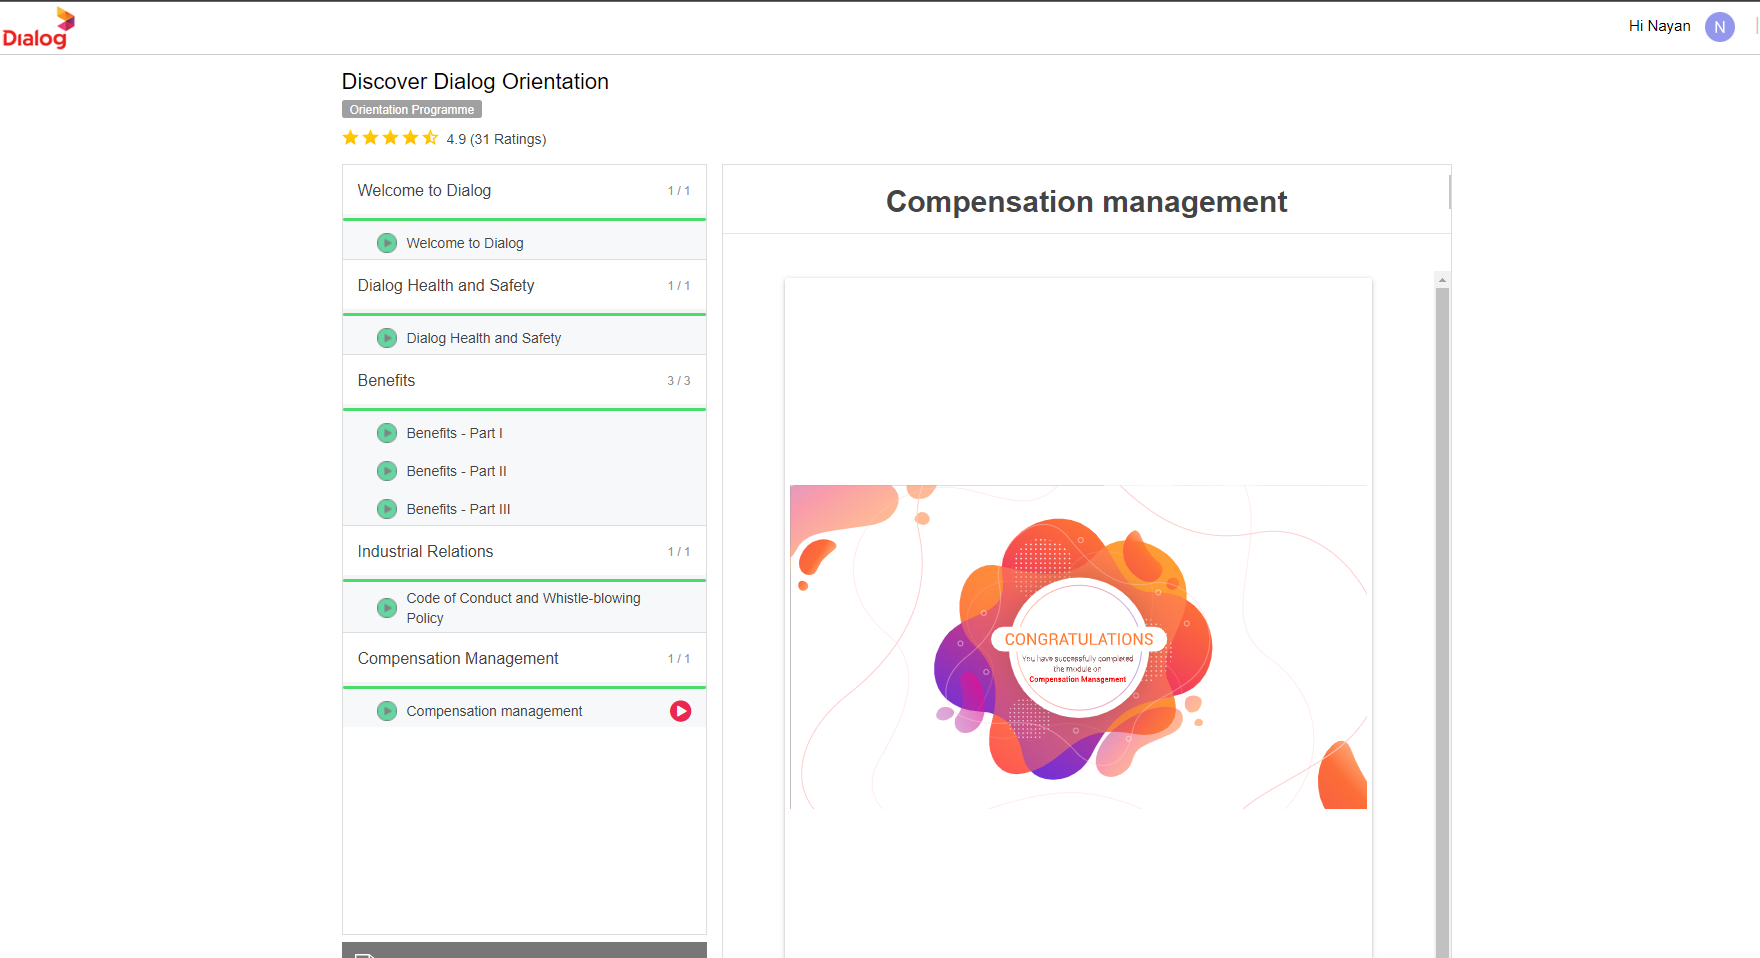 Dialog
Hi Nayan
N
Discover Dialog Orientation
Orientation Programme
4.9 (31 Ratings)
Welcome to Dialog 1 / 1
Welcome to Dialog
Dialog Health and Safety 1 / 1
Dialog Health and Safety
Benefits 3 / 3
Benefits - Part I
Benefits - Part II
Benefits - Part III
Industrial Relations 1 / 1
Code of Conduct and Whistle-blowing
Policy
Compensation Management 1 / 1
Compensation management
Compensation management
CONGRATULATIONS
You have successfully completed
the module on
Compensation Management